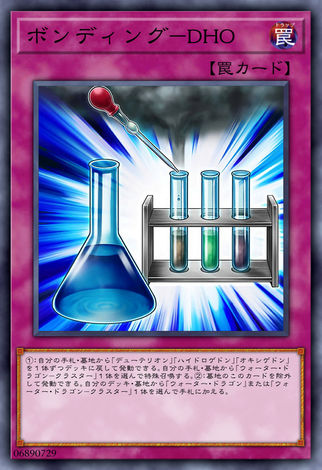 ボンディング－DHO
トラップ
罠
【罠カード】
①：自分の手札・墓地から「デューテリオン」「ハイドロゲドン」「オキシゲドン」
を１体ずつデッキに戻して発動できる。自分の手札・墓地から「ウォーター・ド
ラゴン－クラスター」１体を選んで特殊召喚する。②：墓地のこのカードを除外
して発動できる。自分のデッキ・墓地から「ウォーター・ドラゴン」または「ウォ
ーター・ドラゴン－クラスター」１体を選んで手札に加える。
06890729